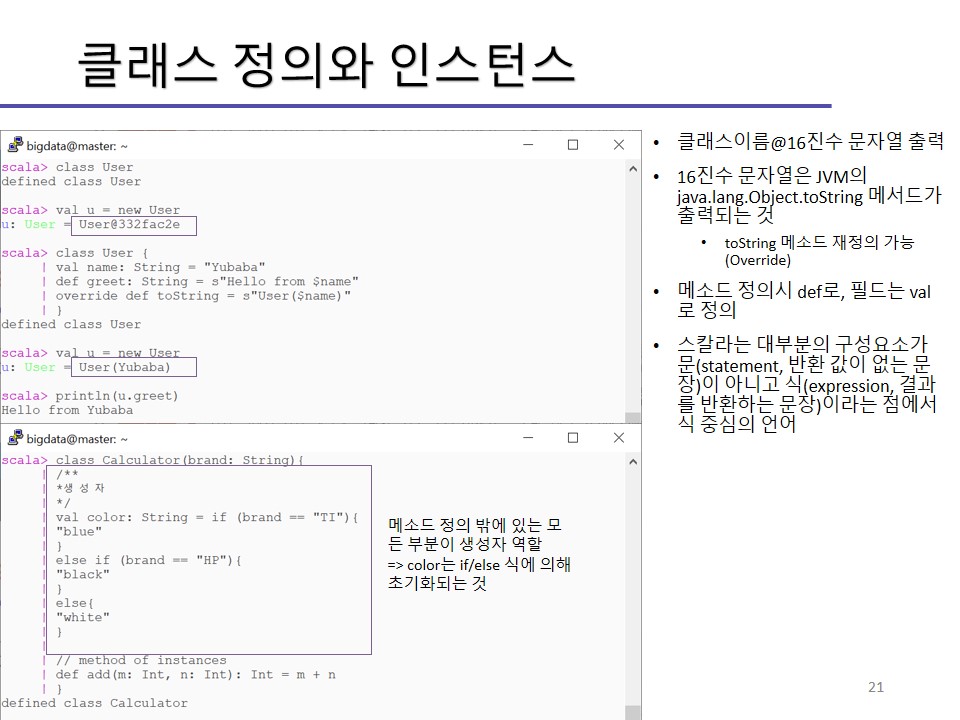 클래스 정의와 인스턴스
bigdata@master: ~
scala> class User
defined class User
scala> val u = new User
u: User = User@332fac2e
scala> class User {
| val name: String = "Yubaba"
| def greet: String = s"Hello from $name"
| override def toString = s"User($name)"
| }
defined class User
scala> val u = new User
u: User = User(Yubaba)
scala> println(u.greet)
Hello from Yubaba
bigdata@master: ~
scala> class Calculator(brand: String){
| /**
| *생성자
| */
| val color: String = if (brand == "TI"){
| "blue"
| }
| else if (brand == "HP"){
| "black"
| }
| else{
| "white"
| }
|
| // method of instances
| def add(m: Int, n: Int): Int = m + n
| }
defined class Calculator
메소드 정의 밖에 있는 모
든 부분이 생성자 역할
=> color는 if/else 식에 의해
초기화되는 것
• 클래스이름@16진수 문자열 출력
• 16진수 문자열은 JVM의
java.lang.Object.toString 메서드가
출력되는 것
• toString 메소드 재정의 가능
(Override)
• 메소드 정의시 def로, 필드는 val
로 정의
• 스칼라는 대부분의 구성요소가
문(statement, 반환 값이 없는 문
장)이 아니고 식(expression, 결과
를 반환하는 문장)이라는 점에서
식 중심의 언어
21